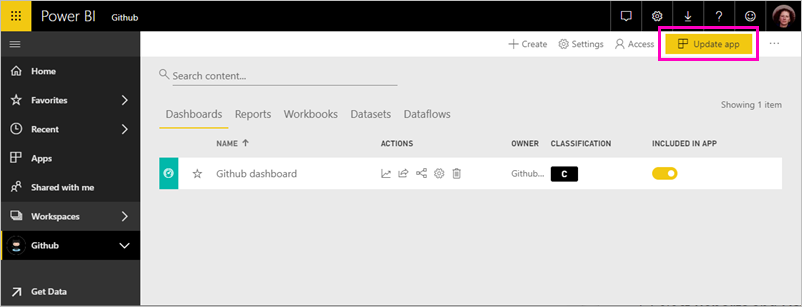 Power BI Github ?
Create Settings Access Update app ...
Home
Search content...
Favorites
Showing 1 item
Dashboards Reports Workbooks Datasets Dataflows
Recent
NAME ACTIONS OWNER CLASSIFICATION INCLUDED IN APP
Apps
Github dashboard Github... C
Shared with me
Workspaces
Github
Get Data